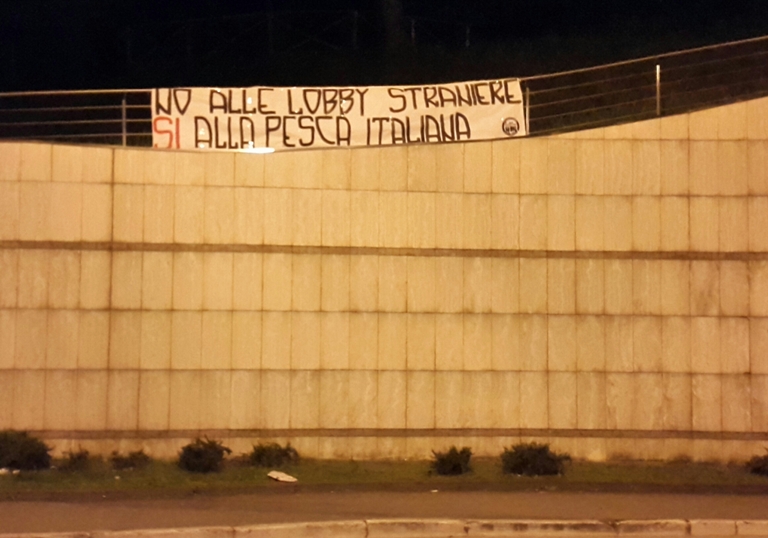 NO ALLE LOBBY STRANIERE
SI ALLA PESCA ITALIANA